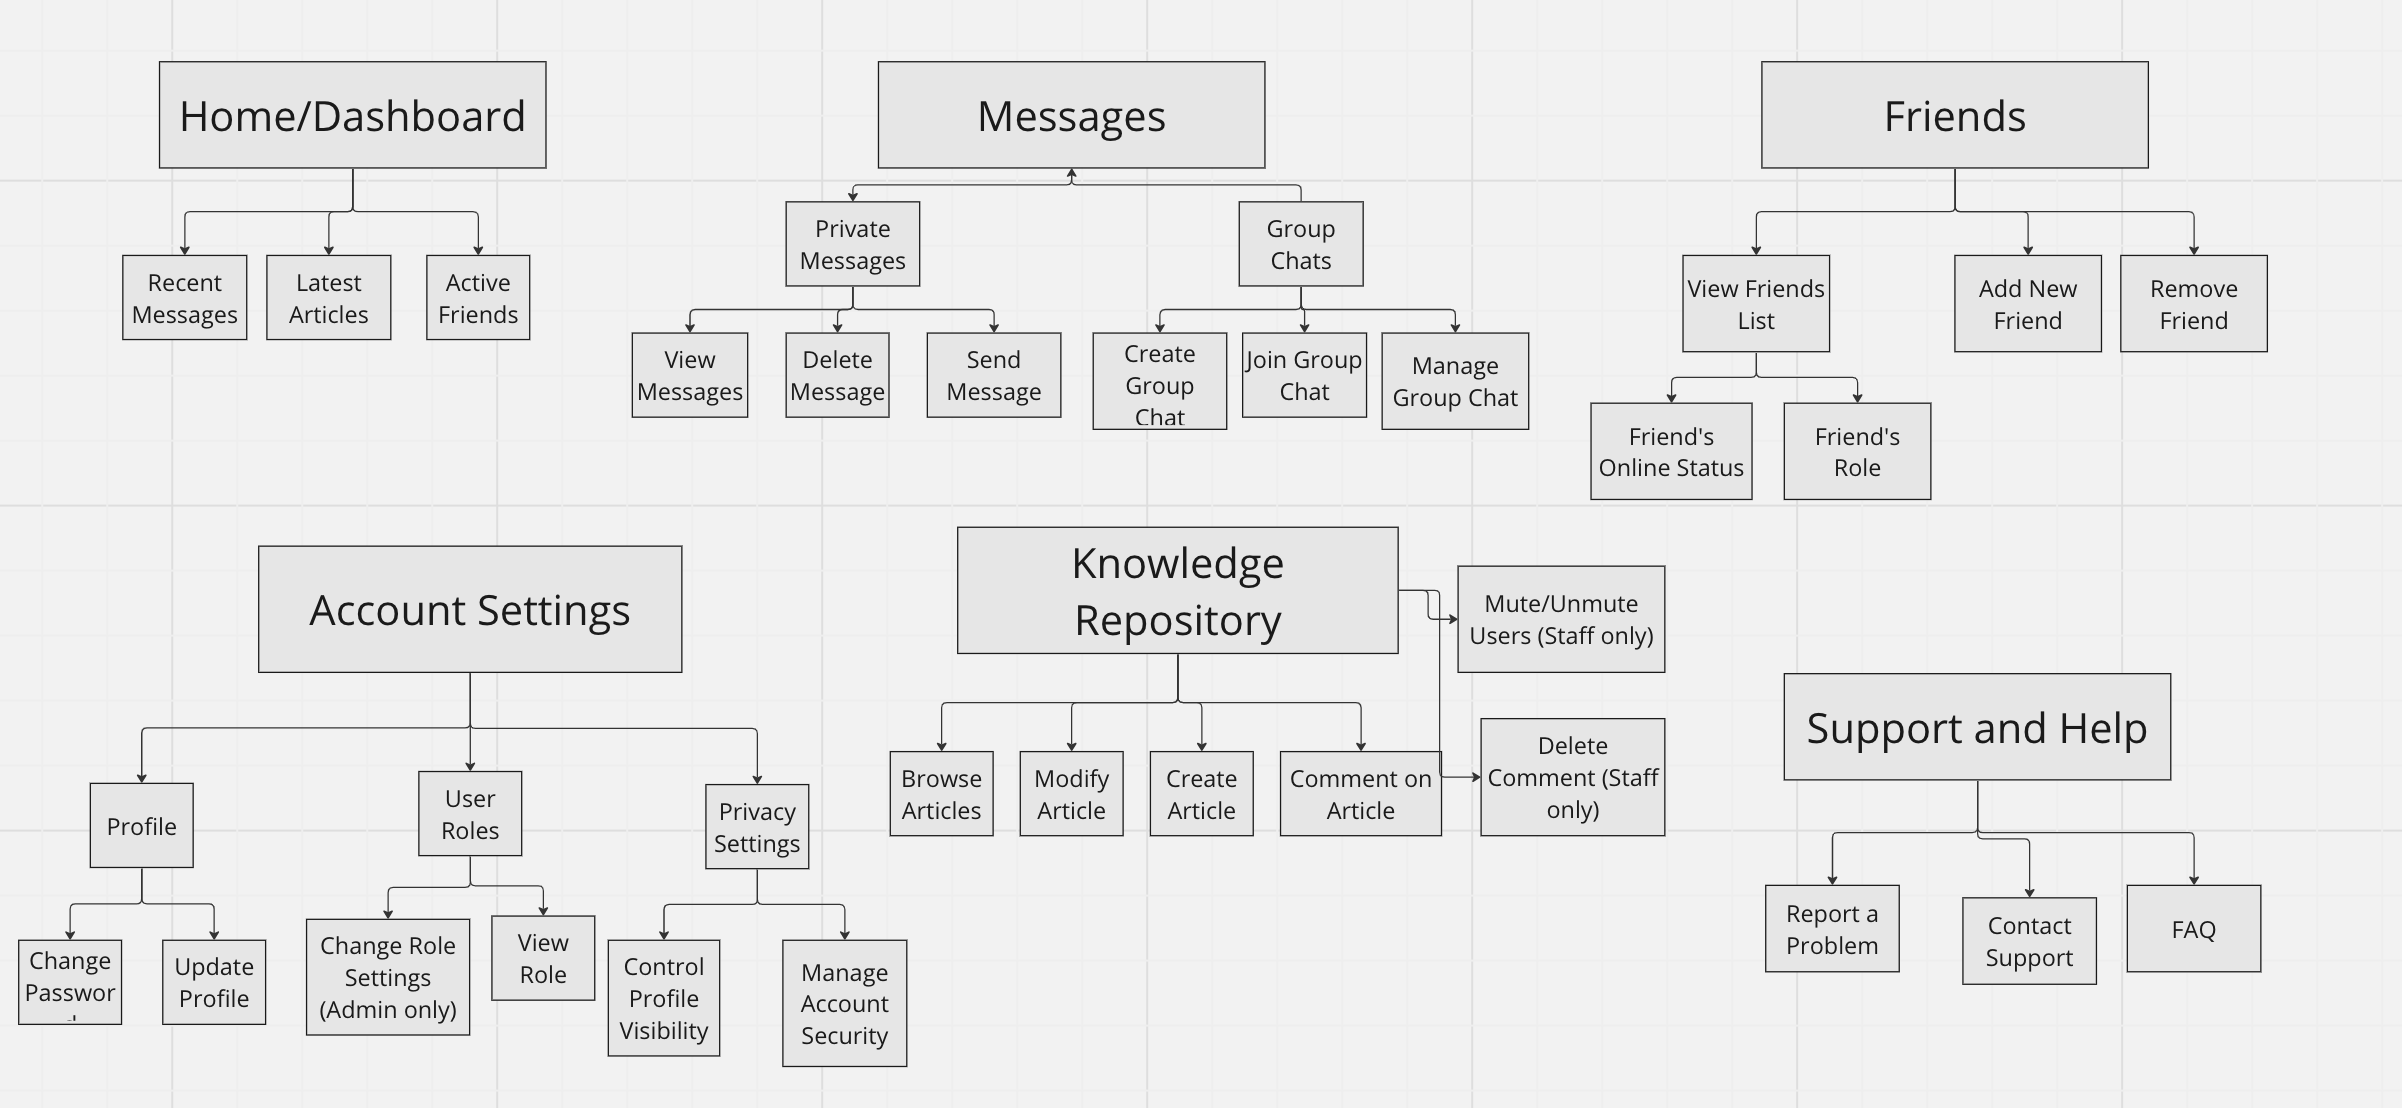 Home/Dashboard
Recent
Messages
Latest
Articles
Active
Friends
Messages
Private
Messages
Group
Chats
View
Messages
Delete
Message
Send
Message
Create
Group
Chat
Join Group
Chat
Manage
Group Chat
Friends
View Friends
List
Add New
Friend
Remove
Friend
Friend's
Online Status
Friend's
Role
Account Settings
Profile
User
Roles
Privacy
Settings
Change
Passwor
d
Update
Profile
Change Role
Settings
(Admin only)
View
Role
Control
Profile
Visibility
Manage
Account
Security
Knowledge
Repository
Mute/Unmute
Users (Staff only)
Browse
Articles
Modify
Article
Create
Article
Comment on
Article
Delete
Comment (Staff
only)
Support and Help
Report a
Problem
Contact
Support
FAQ